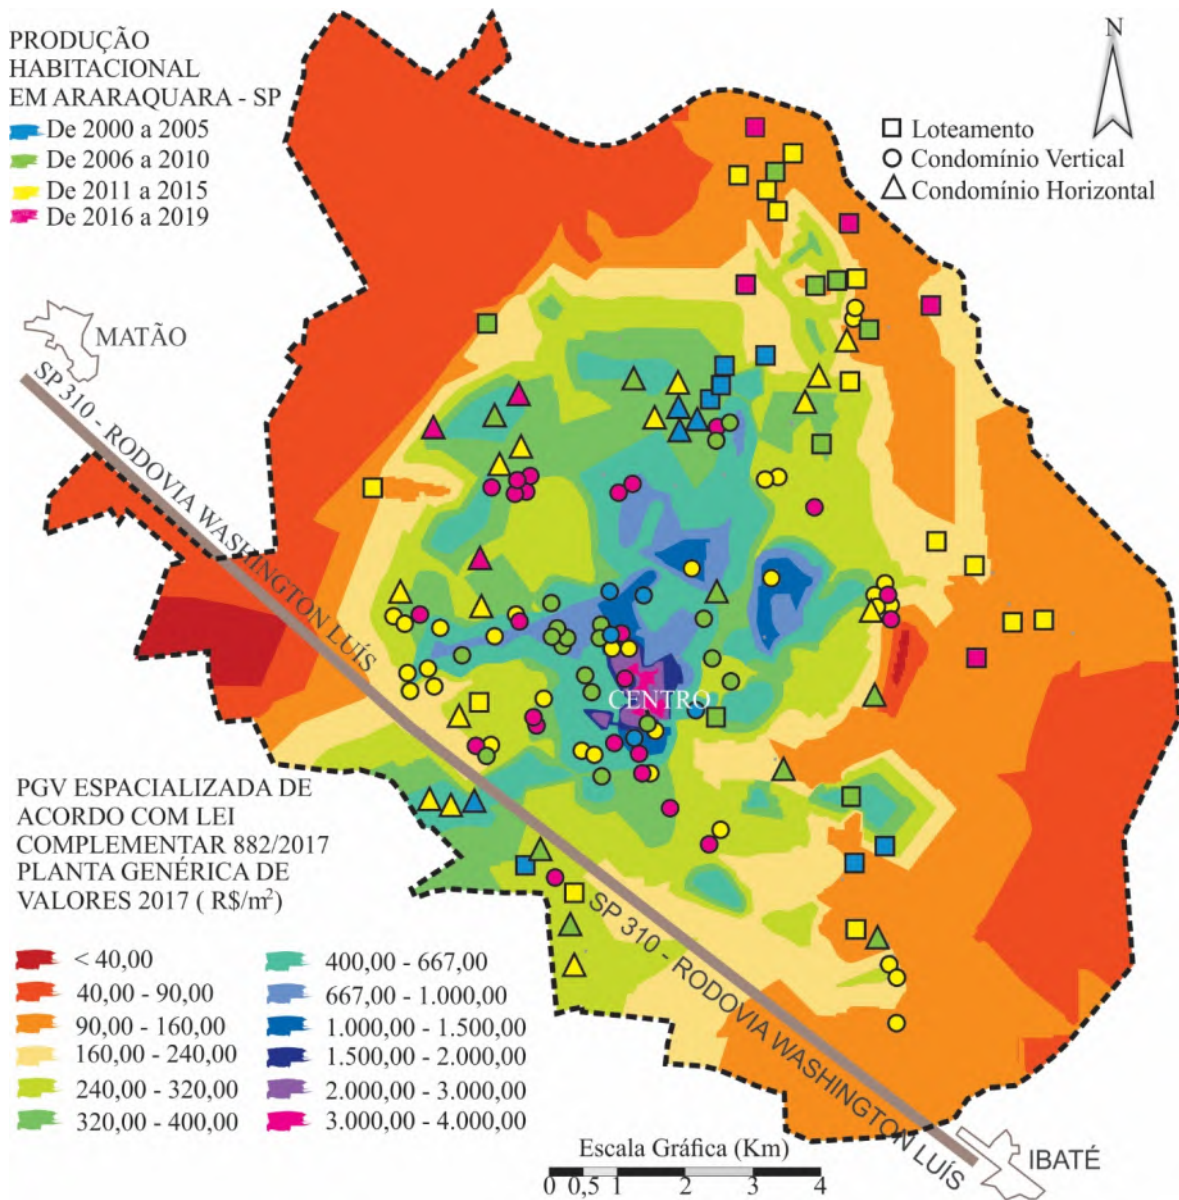 PRODUÇÃO
HABITACIONAL
EM ARARAQUARA - SP
De 2000 a 2005
De 2006 a 2010
De 2011 a 2015
De 2016 a 2019
N
Loteamento
Condomínio Vertical
Condomínio Horizontal
MATÃO
SP 310 - RODOVIA WASHINGTON LUÍS
CENTRO
SP 310 - RODOVIA WASHINGTON LUÍS
IBATÉ
PGV ESPACIALIZADA DE
ACORDO COM LEI
COMPLEMENTAR 882/2017
PLANTA GENÉRICA DE
VALORES 2017 ( R$/m²)
< 40,00
40,00 - 90,00
90,00 - 160,00
160,00 - 240,00
240,00 - 320,00
320,00 - 400,00
400,00 - 667,00
667,00 - 1.000,00
1.000,00 - 1.500,00
1.500,00 - 2.000,00
2.000,00 - 3.000,00
3.000,00 - 4.000,00
Escala Gráfica (Km)
0 0,5 1 2 3 4